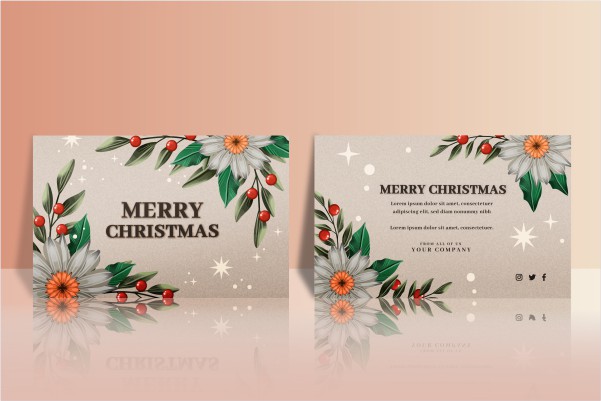 MERRY
CHRISTMAS
MERRY CHRISTMAS
Lorem ipsum dolor sit amet, consectetuer
adipiscing elit, sed diam nonummy, nibh
Lorem ipsum dolor sit amet, consectetuer.
FROM ALL OF US
YOUR COMPANY